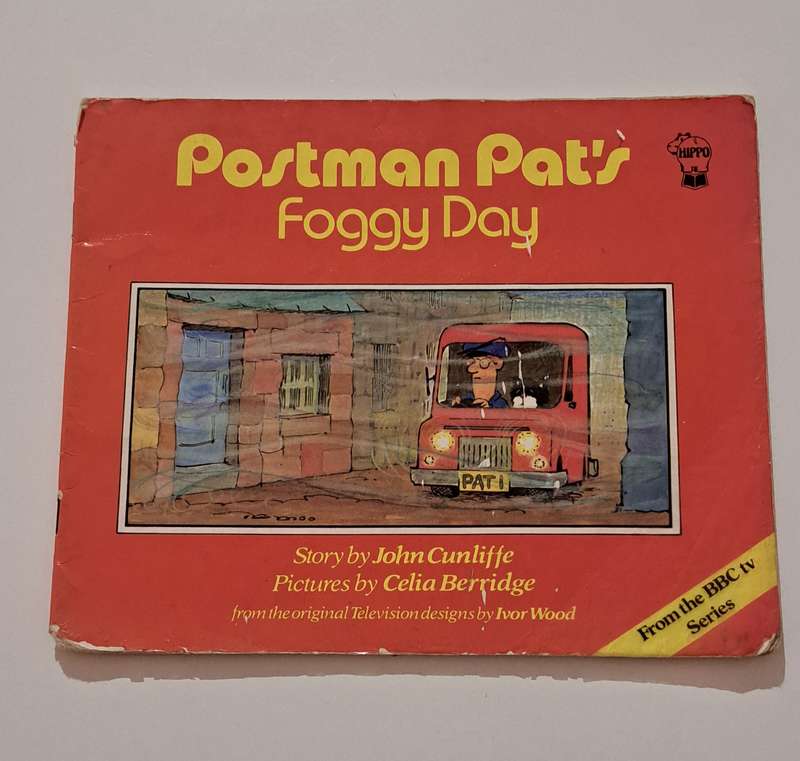 Postman Pat's
Foggy Day
HIPPO
PAT 1
Story by John Cunliffe
Pictures by Celia Berridge
from the original Television designs by Ivor Wood
From the BBC tv
Series